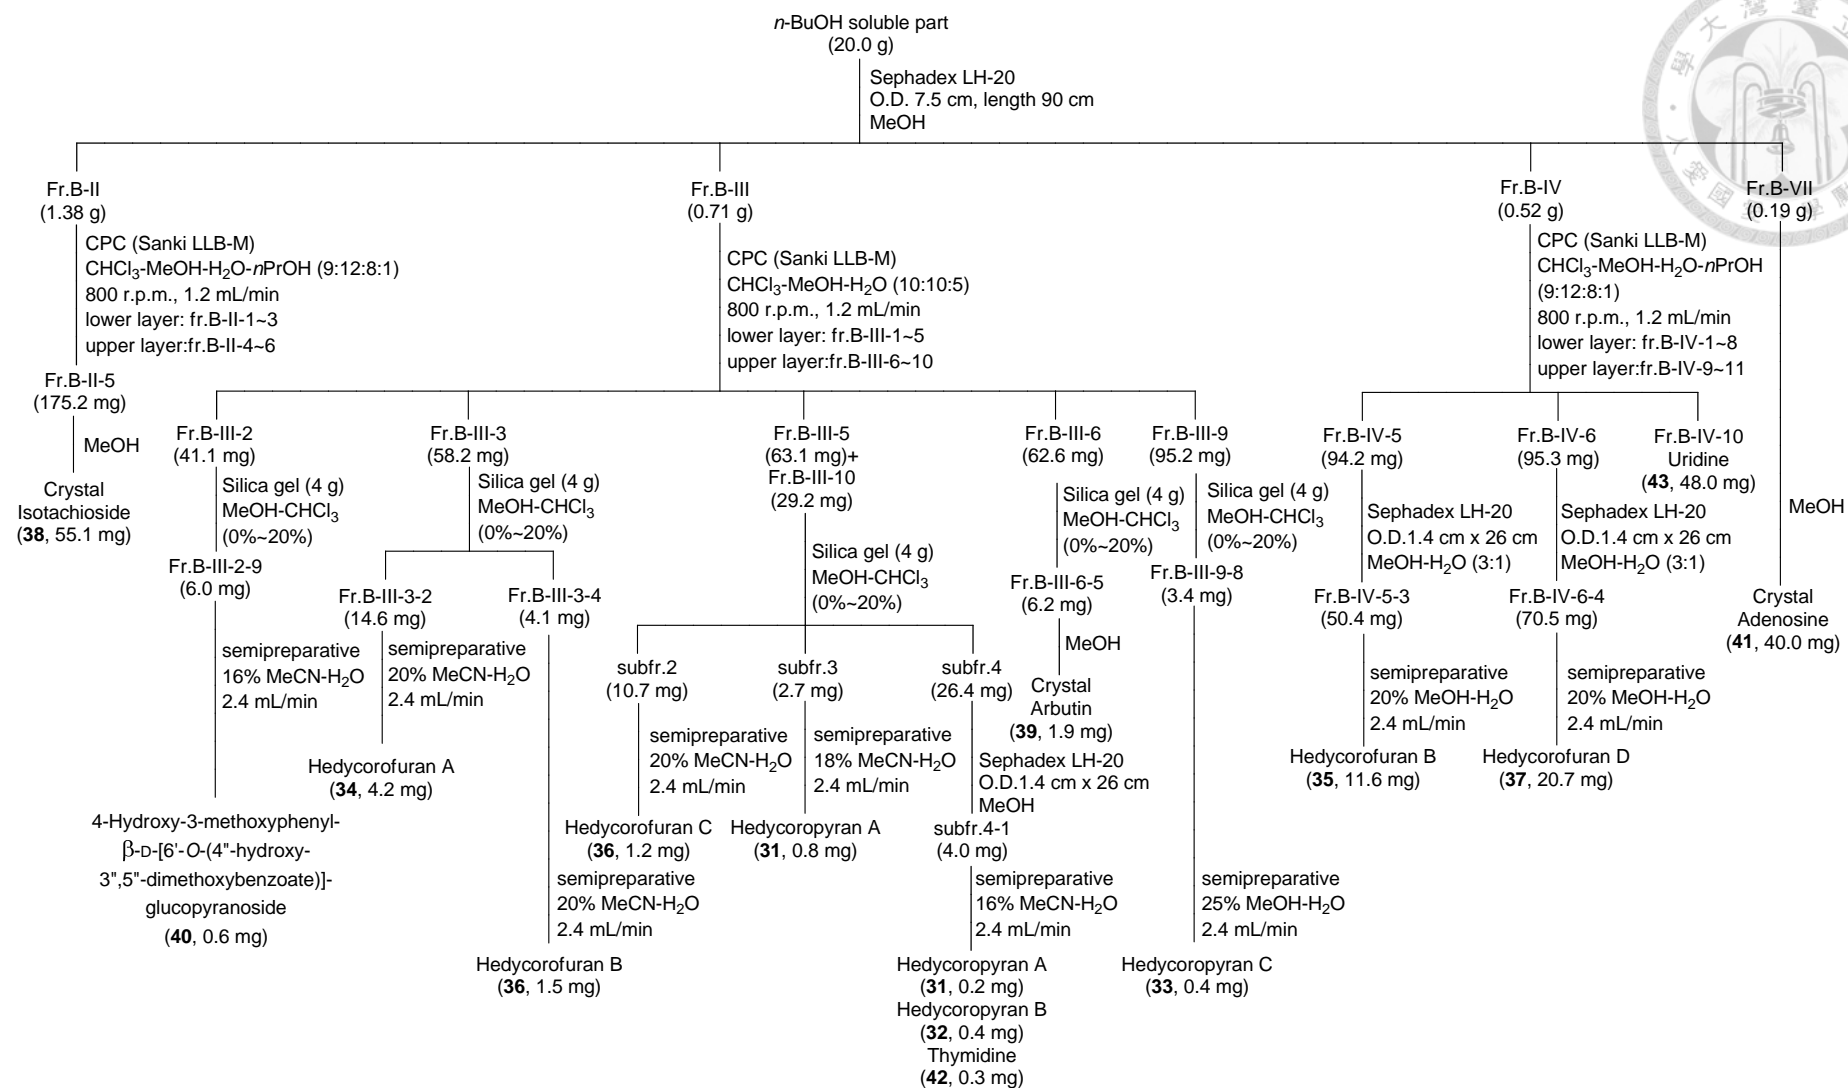 n-BuOH soluble part
(20.0 g)
Sephadex LH-20
O.D. 7.5 cm, length 90 cm
MeOH
Fr.B-II
(1.38 g)
CPC (Sanki LLB-M)
CHCl3-MeOH-H2O-nPrOH (9:12:8:1)
800 r.p.m., 1.2 mL/min
lower layer: fr.B-II-1~3
upper layer:fr.B-II-4~6
Fr.B-II-5
(175.2 mg)
MeOH
Crystal
Isotachioside
(38, 55.1 mg)
Fr.B-III
(0.71 g)
CPC (Sanki LLB-M)
CHCl3-MeOH-H2O (10:10:5)
800 r.p.m., 1.2 mL/min
lower layer: fr.B-III-1~5
upper layer:fr.B-III-6~10
Fr.B-III-2
(41.1 mg)
Silica gel (4 g)
MeOH-CHCl3
(0%~20%)
Fr.B-III-2-9
(6.0 mg)
semipreparative
16% MeCN-H2O
2.4 mL/min
4-Hydroxy-3-methoxyphenyl-
β-D-[6'-O-(4"-hydroxy-
3",5"-dimethoxybenzoate)]-
glucopyranoside
(40, 0.6 mg)
Fr.B-III-3
(58.2 mg)
Silica gel (4 g)
MeOH-CHCl3
(0%~20%)
Fr.B-III-3-2
(14.6 mg)
semipreparative
20% MeCN-H2O
2.4 mL/min
Hedycorofuran A
(34, 4.2 mg)
Fr.B-III-3-4
(4.1 mg)
semipreparative
20% MeCN-H2O
2.4 mL/min
Hedycorofuran B
(36, 1.5 mg)
Fr.B-III-5
(63.1 mg)+
Fr.B-III-10
(29.2 mg)
Silica gel (4 g)
MeOH-CHCl3
(0%~20%)
subfr.2
(10.7 mg)
semipreparative
20% MeCN-H2O
2.4 mL/min
Hedycorofuran C
(36, 1.2 mg)
subfr.3
(2.7 mg)
semipreparative
18% MeCN-H2O
2.4 mL/min
Hedycoropyran A
(31, 0.8 mg)
subfr.4
(26.4 mg)
Sephadex LH-20
O.D.1.4 cm x 26 cm
MeOH
subfr.4-1
(4.0 mg)
semipreparative
16% MeCN-H2O
2.4 mL/min
Hedycoropyran A
(31, 0.2 mg)
Hedycoropyran B
(32, 0.4 mg)
Thymidine
(42, 0.3 mg)
Fr.B-III-6
(62.6 mg)
Silica gel (4 g)
MeOH-CHCl3
(0%~20%)
Fr.B-III-6-5
(6.2 mg)
MeOH
Crystal
Arbutin
(39, 1.9 mg)
Fr.B-III-9
(95.2 mg)
Silica gel (4 g)
MeOH-CHCl3
(0%~20%)
Fr.B-III-9-8
(3.4 mg)
semipreparative
25% MeOH-H2O
2.4 mL/min
Hedycoropyran C
(33, 0.4 mg)
Fr.B-IV
(0.52 g)
CPC (Sanki LLB-M)
CHCl3-MeOH-H2O-nPrOH
(9:12:8:1)
800 r.p.m., 1.2 mL/min
lower layer: fr.B-IV-1~8
upper layer:fr.B-IV-9~11
Fr.B-IV-5
(94.2 mg)
Sephadex LH-20
O.D.1.4 cm x 26 cm
MeOH-H2O (3:1)
Fr.B-IV-5-3
(50.4 mg)
semipreparative
20% MeOH-H2O
2.4 mL/min
Hedycorofuran B
(35, 11.6 mg)
Fr.B-IV-6
(95.3 mg)
Sephadex LH-20
O.D.1.4 cm x 26 cm
MeOH-H2O (3:1)
Fr.B-IV-6-4
(70.5 mg)
semipreparative
20% MeOH-H2O
2.4 mL/min
Hedycorofuran D
(37, 20.7 mg)
Fr.B-IV-10
Uridine
(43, 48.0 mg)
Fr.B-VII
(0.19 g)
MeOH
Crystal
Adenosine
(41, 40.0 mg)
學大灣臺